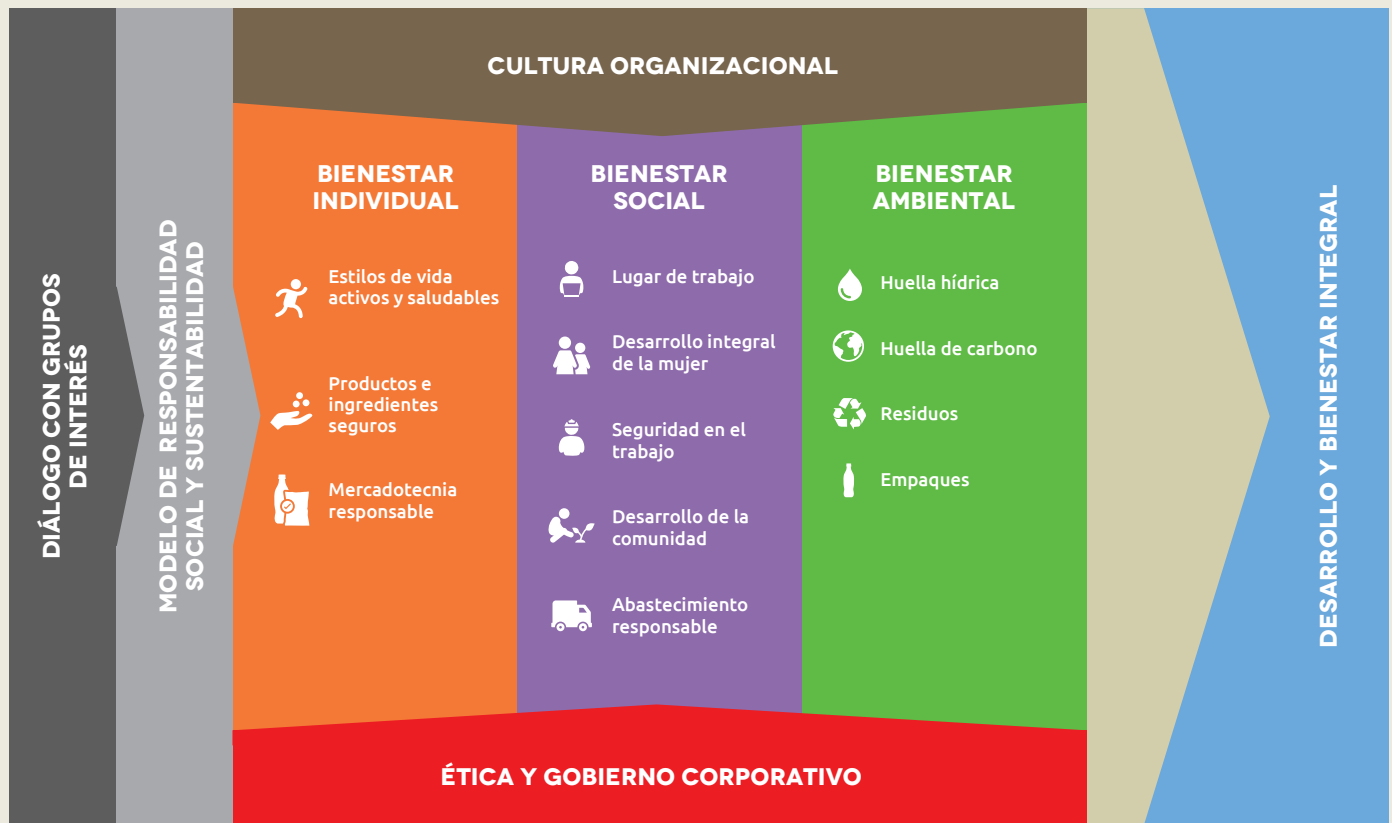 DIÁLOGO CON GRUPOS
DE INTERÉS
MODELO DE RESPONSABILIDAD
SOCIAL Y SUSTENTABILIDAD
CULTURA ORGANIZACIONAL
BIENESTAR
INDIVIDUAL
Estilos de vida
activos y saludables
Productos e
ingredientes
seguros
Mercadotecnia
responsable
BIENESTAR
SOCIAL
Lugar de trabajo
Desarrollo integral
de la mujer
Seguridad en el
trabajo
Desarrollo de la
comunidad
Abastecimiento
responsable
BIENESTAR
AMBIENTAL
Huella hídrica
Huella de carbono
Residuos
Empaques
ÉTICA Y GOBIERNO CORPORATIVO
DESARROLLO Y BIENESTAR INTEGRAL